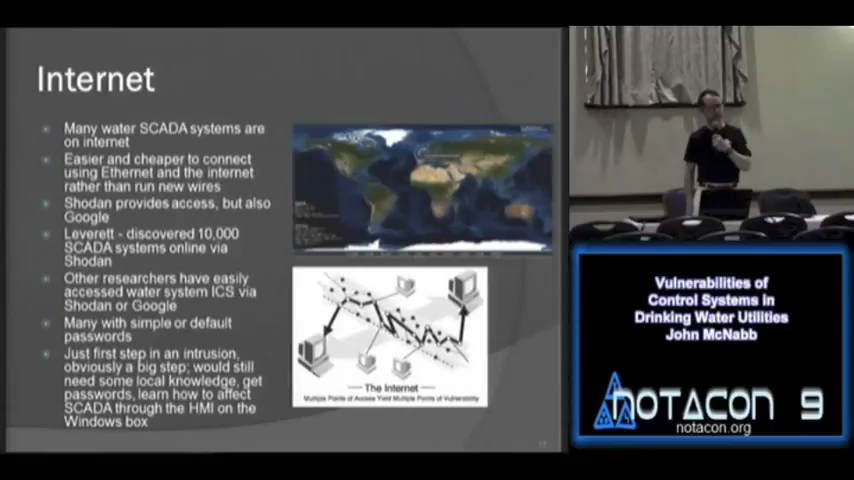 Internet
Many water SCADA systems are
on internet
Easier and cheaper to connect
using Ethernet and the internet
rather than run new wires
Shodan provides access, but also
Google
Leverett - discovered 10,000
SCADA systems online via
Shodan
Other researchers have easily
accessed water system ICS via
Shodan or Google
Many with simple or default
passwords
Just first step in an intrusion,
obviously a big step; would still
need some local knowledge, get
passwords, learn how to affect
SCADA through the HMI on the
Windows box
The Internet
Multiple Points of Access Yield Multiple Points of Vulnerability
Vulnerabilities of
Control Systems in
Drinking Water Utilities
John McNabb
NOTACON 9
notacon.org